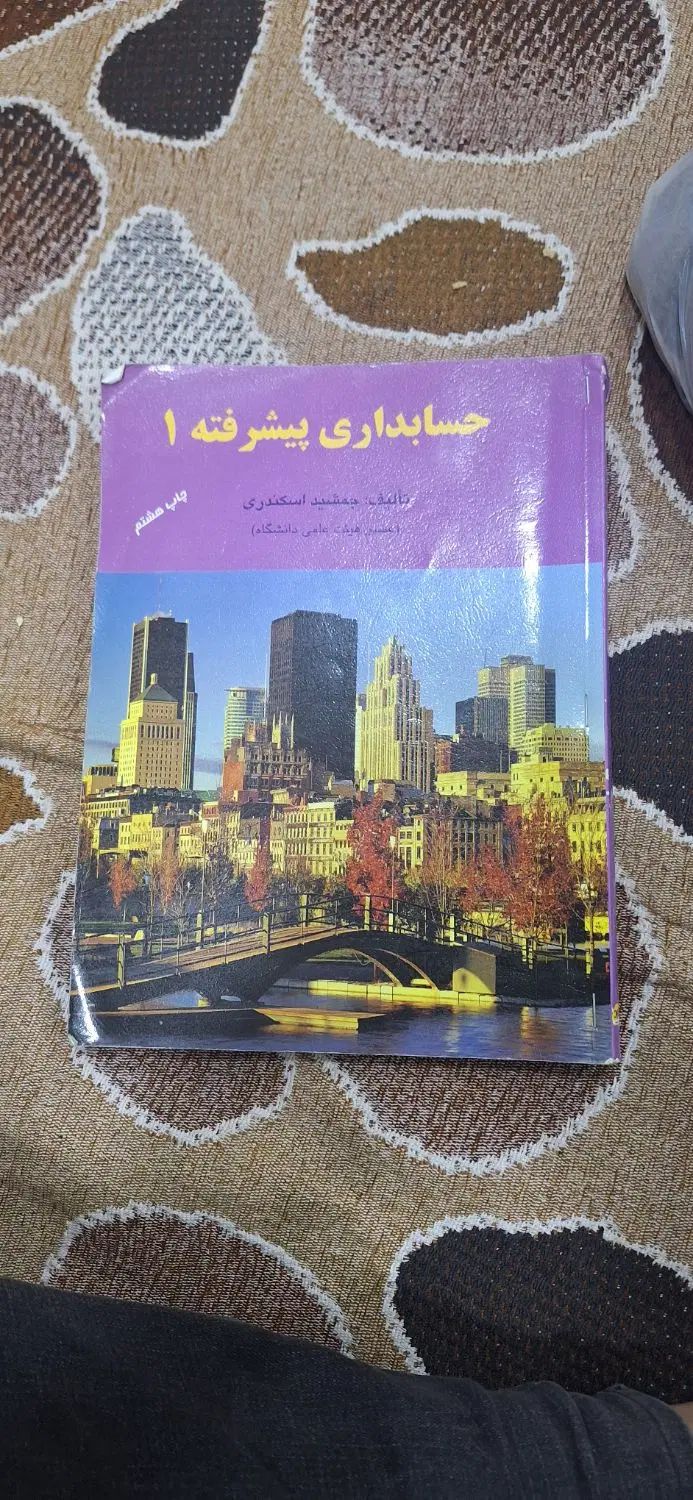 حسابداری پیشرفته ۱
تألیف: جمشید اسکندری
(عضو هیئت علمی دانشگاه)
چاپ هشتم